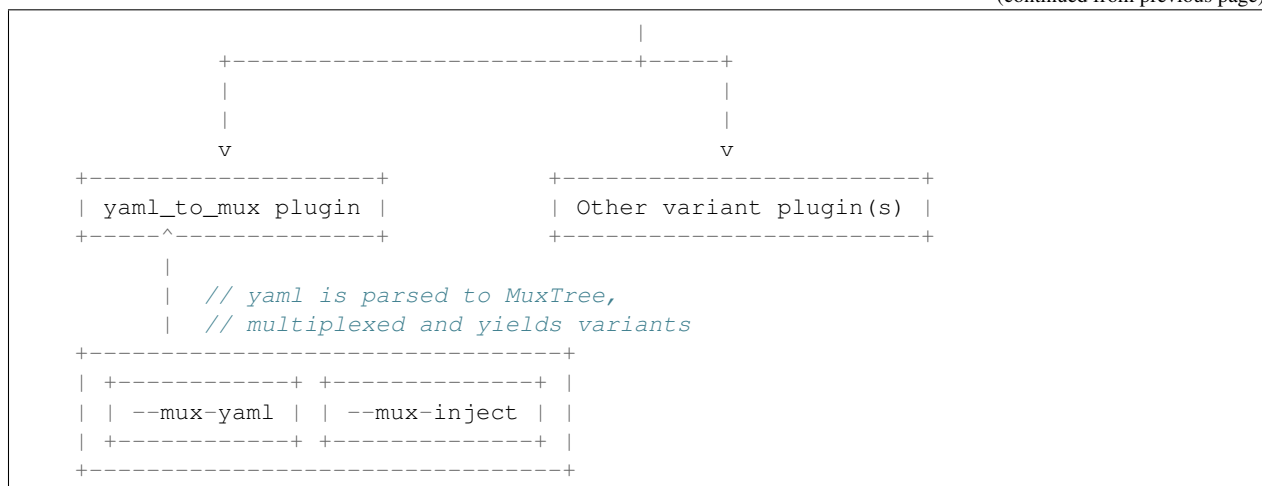 (continued from previous page)
                                       |
          +----------------------------+-----+
          |                                  |
          |                                  |
          v                                  v
+--------------------+           +-------------------------+
| yaml_to_mux plugin |           | Other variant plugin(s) |
+-----^--------------+           +-------------------------+
      |
      |  // yaml is parsed to MuxTree,
      |  // multiplexed and yields variants
+---------------------------------+
| +------------+ +--------------+ |
| | --mux-yaml | | --mux-inject | |
| +------------+ +--------------+ |
+---------------------------------+